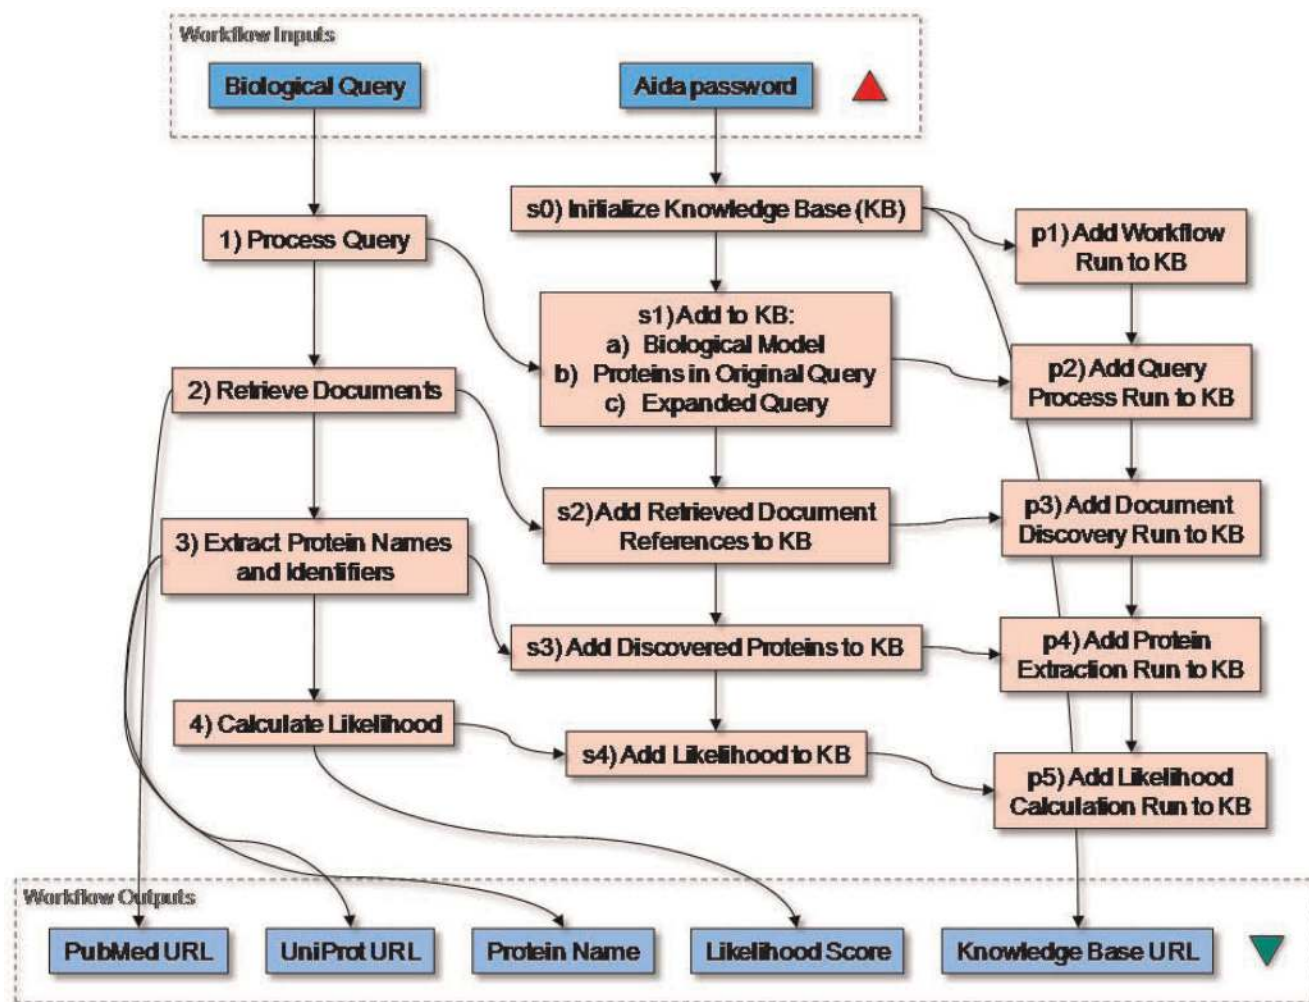 Workflow Inputs
Biological Query
Aida password
s0) Initialize Knowledge Base (KB)
1) Process Query
p1) Add Workflow
Run to KB
s1) Add to KB:
a) Biological Model
b) Proteins in Original Query
c) Expanded Query
p2) Add Query
Process Run to KB
2) Retrieve Documents
s2) Add Retrieved Document
References to KB
p3) Add Document
Discovery Run to KB
3) Extract Protein Names
and Identifiers
s3) Add Discovered Proteins to KB
p4) Add Protein
Extraction Run to KB
4) Calculate Likelihood
s4) Add Likelihood to KB
p5) Add Likelihood
Calculation Run to KB
Workflow Outputs
PubMed URL
UniProt URL
Protein Name
Likelihood Score
Knowledge Base URL